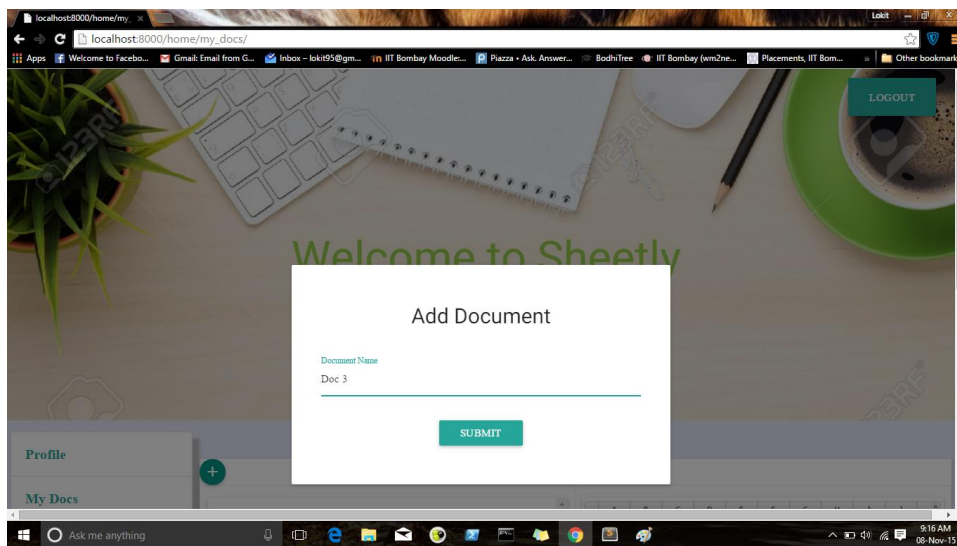 localhost:8000/home/my_
Lokit
localhost:8000/home/my_docs/
Apps Welcome to Facebo... Gmail: Email from G... Inbox – lokit95@gm... IIT Bombay Moodle:... Piazza • Ask. Answer... BodhiTree IIT Bombay (wm2ne... Placements, IIT Bom... » Other bookmark
LOGOUT
Welcome to Sheetly
Add Document
Document Name
Doc 3
SUBMIT
Profile
+
My Docs
Ask me anything
9:16 AM
08-Nov-15